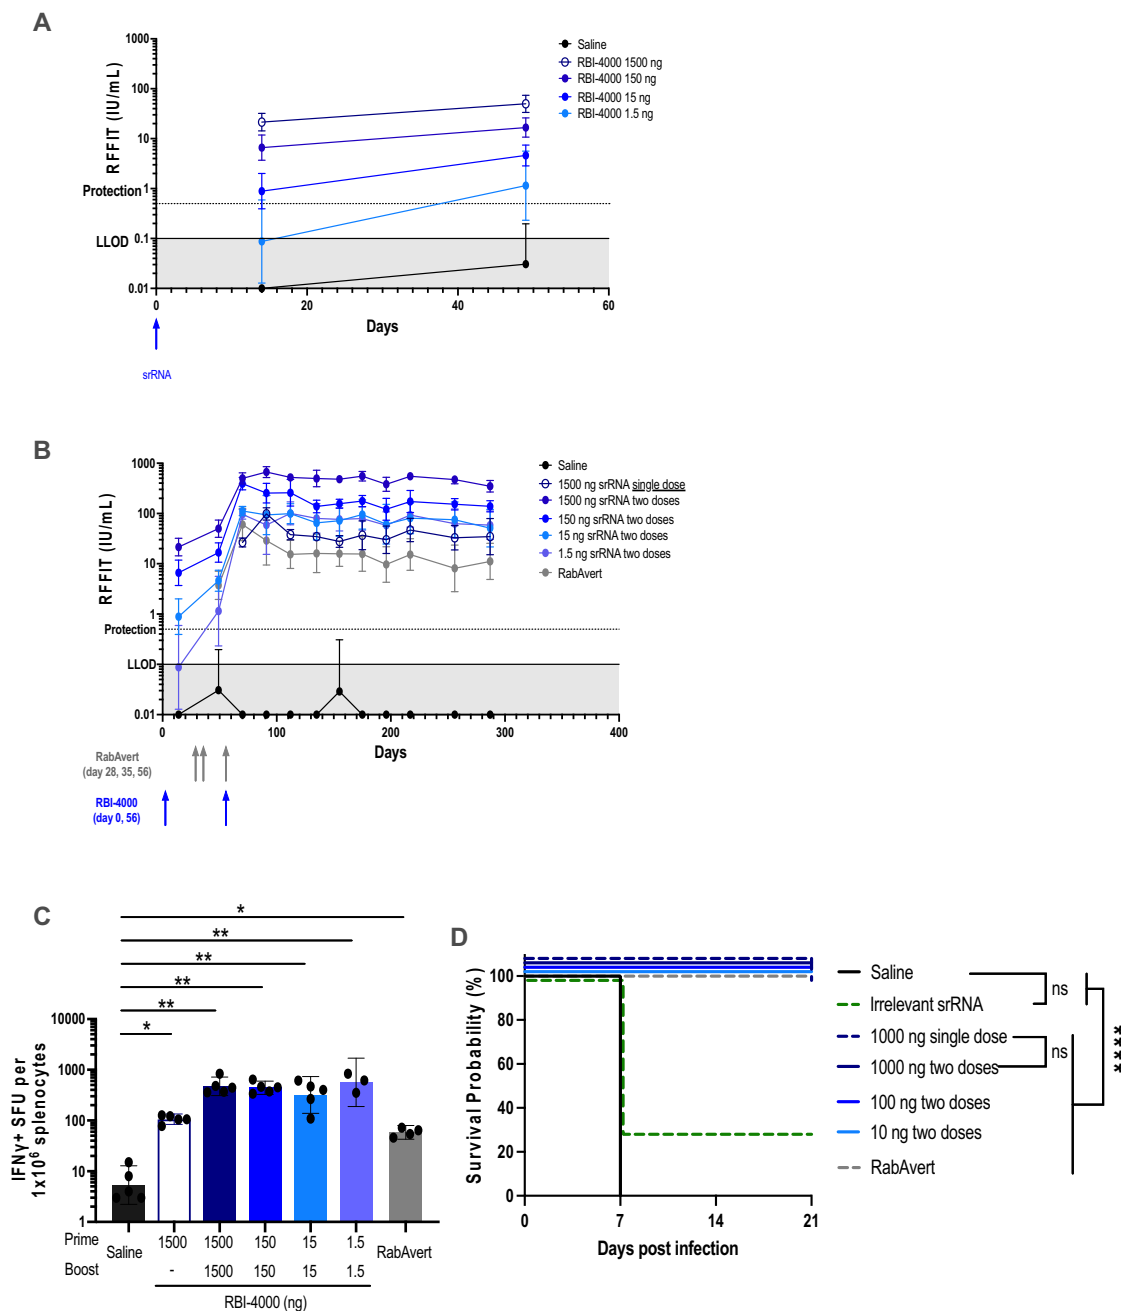 A
1000
100
10
1
0.1
0.01
RFFIT (IU/mL)
Protection
LLOD
0
20
40
60
Days
srRNA
Saline
RBI-4000 1500 ng
RBI-4000 150 ng
RBI-4000 15 ng
RBI-4000 1.5 ng
B
1000
100
10
1
0.01
RFFIT (IU/mL)
Protection
LLOD
0
100
200
300
400
Days
Saline
1500 ng srRNA single dose
1500 ng srRNA two doses
150 ng srRNA two doses
15 ng srRNA two doses
1.5 ng srRNA two doses
RabAvert
RabAvert
(day 28, 35, 56)
RBI-4000
(day 0, 56)
C
*
**
**
**
**
*
10000
1000
100
10
1
IFNγ+ SFU per
1x10⁶ splenocytes
Prime
Boost
Saline
1500
1500
150
15
1.5
RabAvert
-
1500
150
15
1.5
RBI-4000 (ng)
D
100
80
60
40
20
0
Survival Probability (%)
0
7
14
21
Days post infection
Saline
Irrelevant srRNA
1000 ng single dose
1000 ng two doses
100 ng two doses
10 ng two doses
RabAvert
ns
ns
****